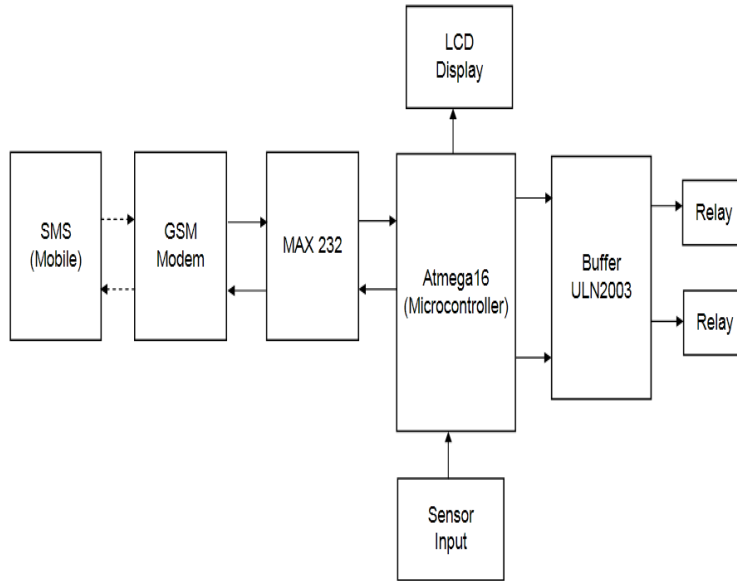 LCD
Display
SMS
(Mobile)
GSM
Modem
MAX 232
Atmega16
(Microcontroller)
Buffer
ULN2003
Relay
Relay
Sensor
Input